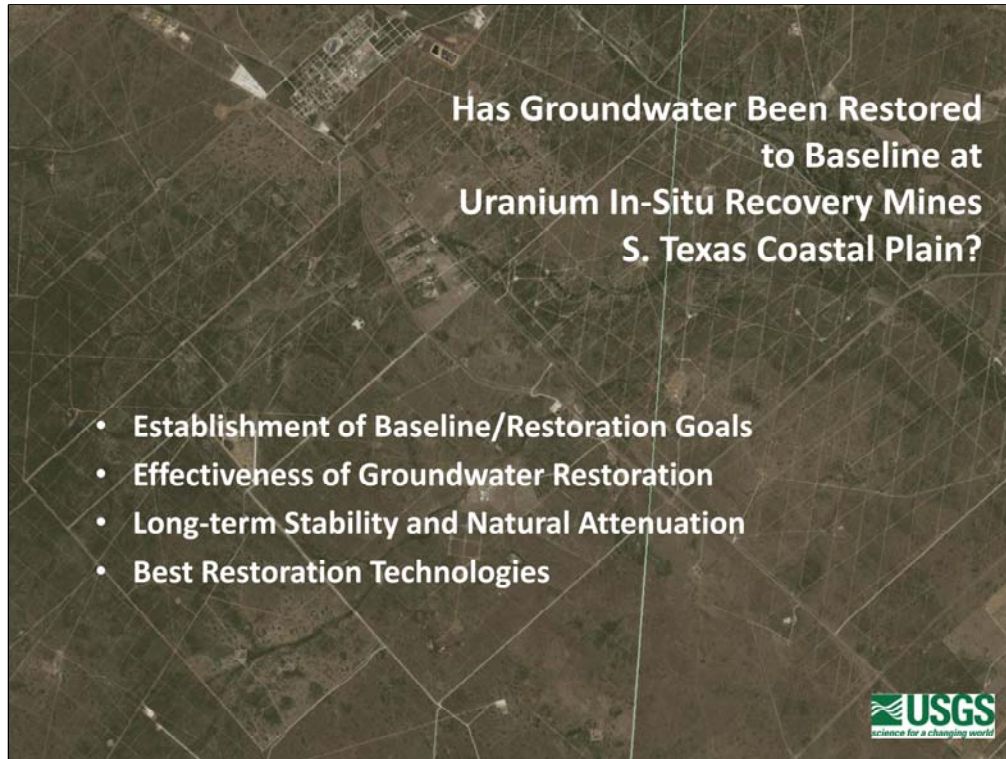 Has Groundwater Been Restored
to Baseline at
Uranium In-Situ Recovery Mines
S. Texas Coastal Plain?
• Establishment of Baseline/Restoration Goals
• Effectiveness of Groundwater Restoration
• Long-term Stability and Natural Attenuation
• Best Restoration Technologies
USGS
science for a changing world